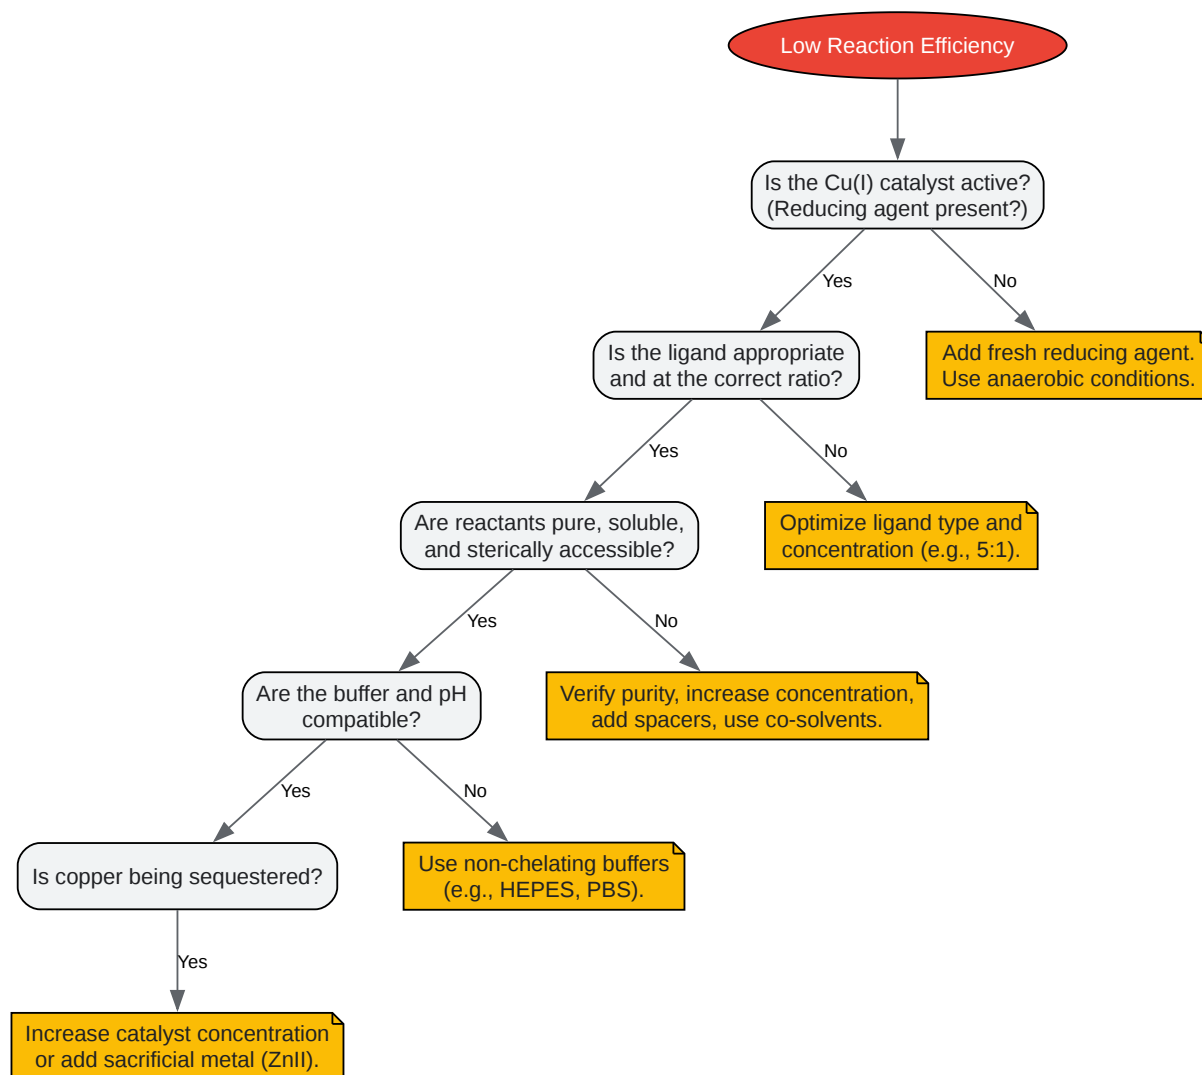 Low Reaction Efficiency
Is the Cu(I) catalyst active?
(Reducing agent present?)
Yes
No
Is the ligand appropriate
and at the correct ratio?
Add fresh reducing agent.
Use anaerobic conditions.
Yes
No
Are reactants pure, soluble,
and sterically accessible?
Optimize ligand type and
concentration (e.g., 5:1).
Yes
No
Are the buffer and pH
compatible?
Verify purity, increase concentration,
add spacers, use co-solvents.
Yes
No
Is copper being sequestered?
Use non-chelating buffers
(e.g., HEPES, PBS).
Yes
Increase catalyst concentration
or add sacrificial metal (ZnII).